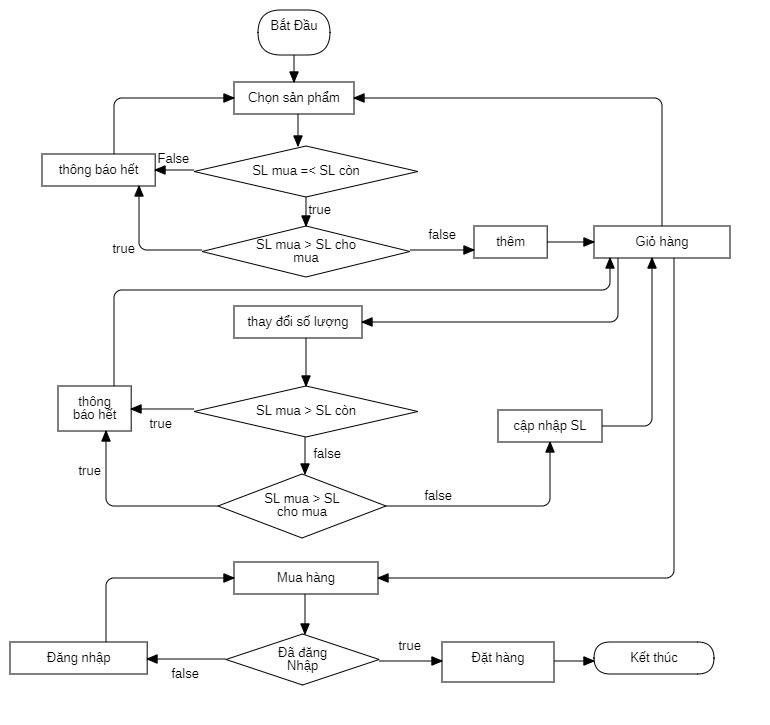 Bắt Đầu
Chọn sản phẩm
False
thông báo hết
SL mua =< SL còn
true
true
SL mua > SL cho
mua
false
thêm
Giỏ hàng
thay đổi số lượng
thông
báo hết
true
SL mua > SL còn
cập nhập SL
false
true
SL mua > SL
cho mua
false
Mua hàng
Đăng nhập
false
Đã đăng
Nhập
true
Đặt hàng
Kết thúc